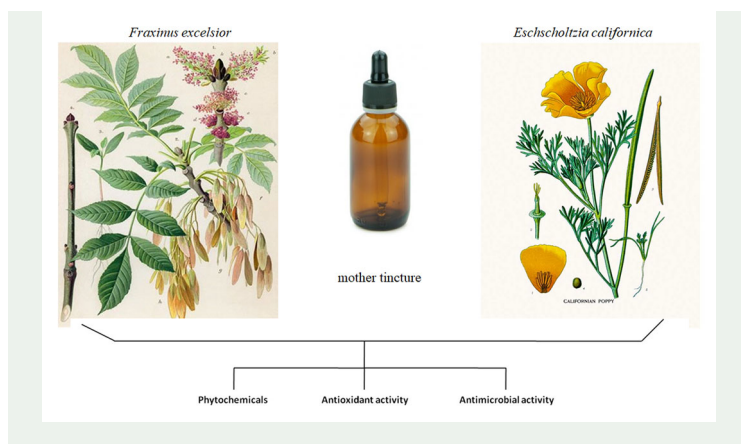 Fraxinus excelsior
Eschscholtzia californica
mother tincture
CALIFORNIAN POPPY
Phytochemicals
Antioxidant activity
Antimicrobial activity